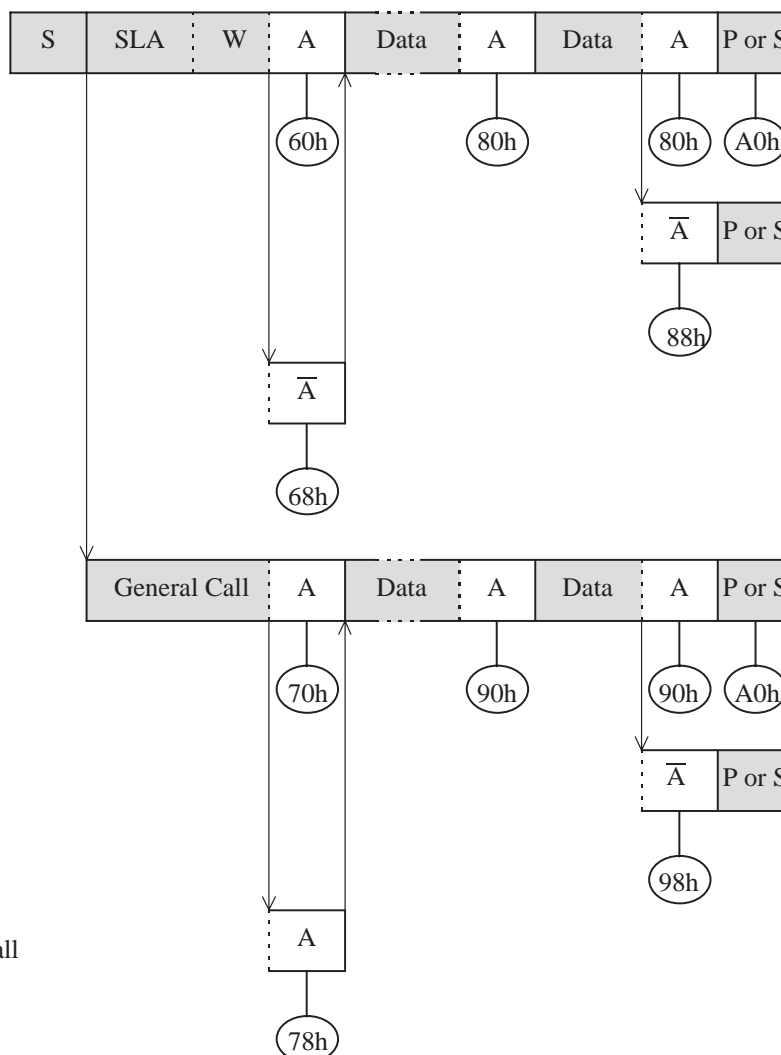 S SLA W A Data A Data A P or S
60h 80h 80h A0h
A̅ P or S
88h
A̅
68h
General Call A Data A Data A P or S
70h 90h 90h A0h
A̅ P or S
98h
A
all
78h